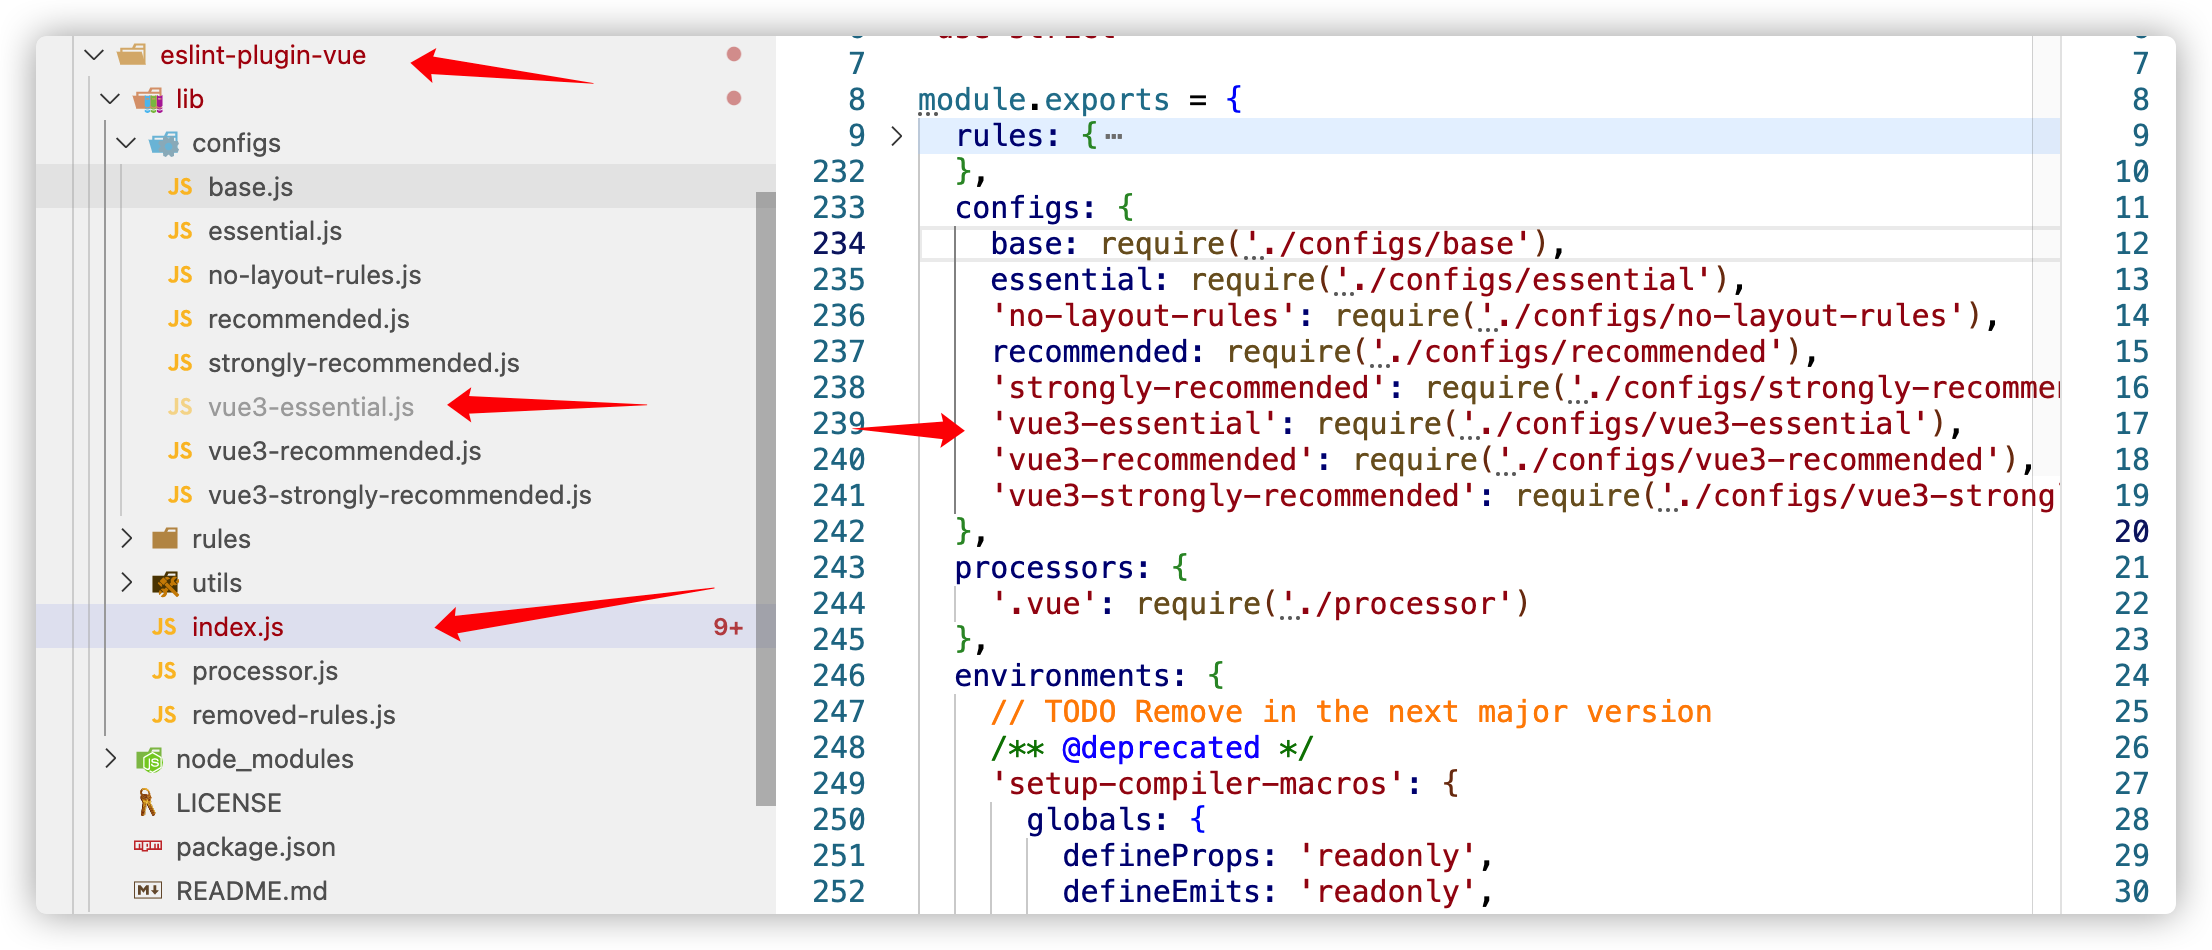 eslint-plugin-vue
lib
configs
JS base.js
JS essential.js
JS no-layout-rules.js
JS recommended.js
JS strongly-recommended.js
JS vue3-essential.js
JS vue3-recommended.js
JS vue3-strongly-recommended.js
rules
utils
JS index.js 9+
JS processor.js
JS removed-rules.js
node_modules
LICENSE
package.json
README.md
7
8 module.exports = {
9 rules: {⋯
232 },
233 configs: {
234 base: require('./configs/base'),
235 essential: require('./configs/essential'),
236 'no-layout-rules': require('./configs/no-layout-rules'),
237 recommended: require('./configs/recommended'),
238 'strongly-recommended': require('./configs/strongly-recomme
239 'vue3-essential': require('./configs/vue3-essential'),
240 'vue3-recommended': require('./configs/vue3-recommended'),
241 'vue3-strongly-recommended': require('./configs/vue3-strong
242 },
243 processors: {
244 '.vue': require('./processor')
245 },
246 environments: {
247 // TODO Remove in the next major version
248 /** @deprecated */
249 'setup-compiler-macros': {
250 globals: {
251 defineProps: 'readonly',
252 defineEmits: 'readonly',
7
8
9
10
11
12
13
14
15
16
17
18
19
20
21
22
23
24
25
26
27
28
29
30